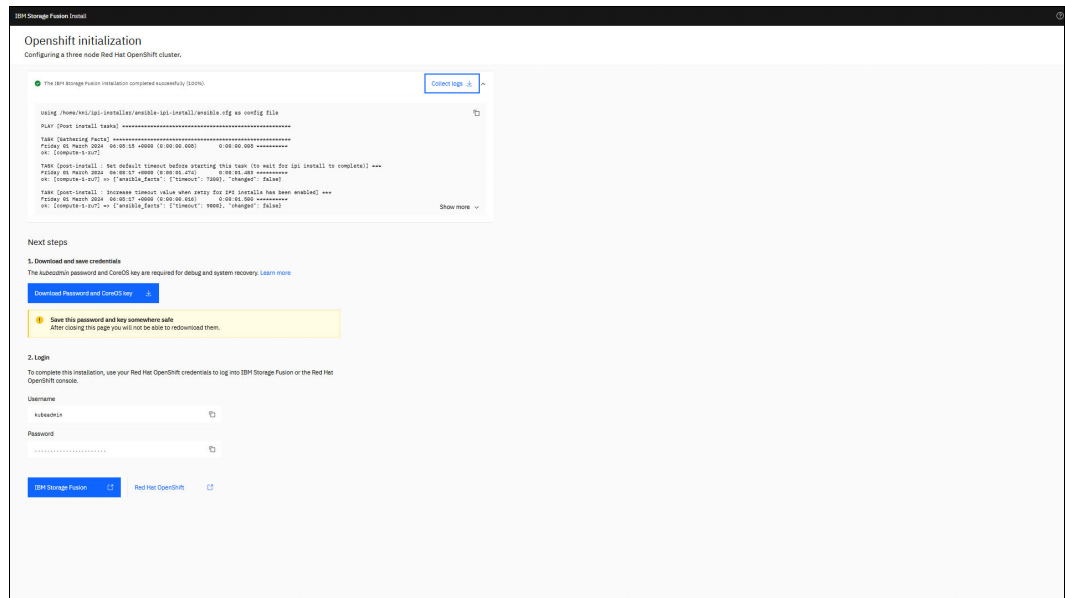 IBM Storage Fusion Install
Openshift initialization
Configuring a three node Red Hat OpenShift cluster.
The IBM Storage Fusion installation completed successfully (100%).
Collect logs
Using /home/kni/ipi-installer/ansible-ipi-install/ansible.cfg as config file
PLAY [Post install tasks] ******************************************************
TASK [Gathering Facts] *********************************************************
Friday 01 March 2024 06:08:15 +0000 (0:00:00.008) 0:00:00.008 **********
ok: [compute-1-ru7]
TASK [post-install : Set default timeout before starting this task (to wait for ipi install to complete)] ***
Friday 01 March 2024 06:08:17 +0000 (0:00:01.474) 0:00:01.483 **********
ok: [compute-1-ru7] => {"ansible_facts": {"timeout": 7200}, "changed": false}
TASK [post-install : Increase timeout value when retry for IPI installs has been enabled] ***
Friday 01 March 2024 06:08:17 +0000 (0:00:00.016) 0:00:01.500 **********
ok: [compute-1-ru7] => {"ansible_facts": {"timeout": 9000}, "changed": false}
Show more
Next steps
1. Download and save credentials
The kubeadmin password and CoreOS key are required for debug and system recovery. Learn more
Download Password and CoreOS key
Save this password and key somewhere safe
After closing this page you will not be able to redownload them.
2. Login
To complete this installation, use your Red Hat OpenShift credentials to log into IBM Storage Fusion or the Red Hat
OpenShift console.
Username
kubeadmin
Password
.......................
IBM Storage Fusion
Red Hat OpenShift